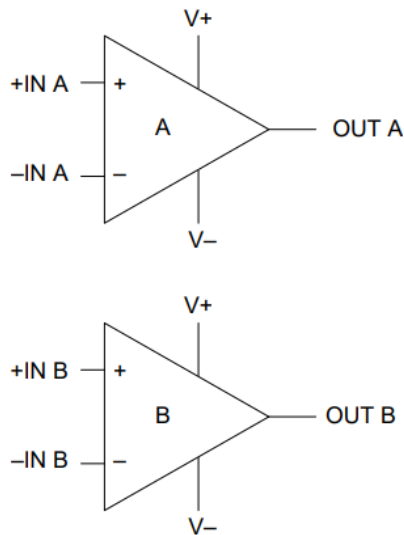 V+
+IN A
+
A
OUT A
–IN A
–
V–
V+
+IN B
+
B
OUT B
–IN B
–
V–